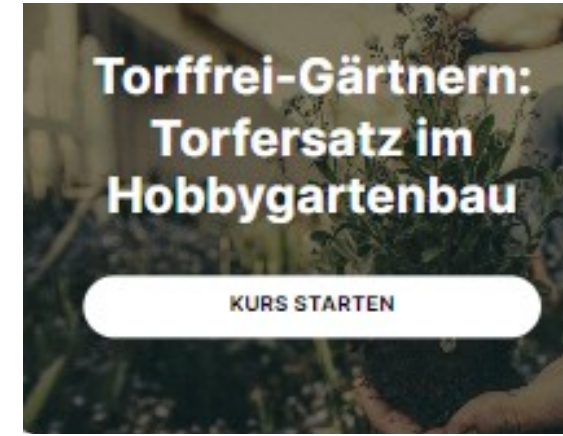 Torffrei-Gärtnern:
Torfersatz im
Hobbygartenbau
KURS STARTEN